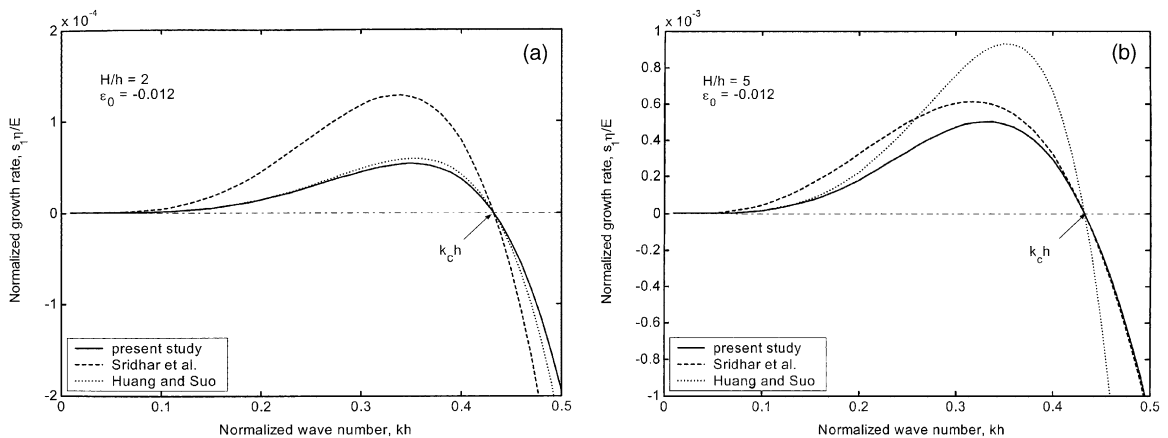 x 10⁻⁴
2
1
0
-1
-2
(a)
H/h = 2
ε₀ = -0.012
k_c h
present study
Sridhar et al.
Huang and Suo
0
0.1
0.2
0.3
0.4
0.5
Normalized wave number, kh
Normalized growth rate, s₁η/E
x 10⁻³
1
0.8
0.6
0.4
0.2
0
-0.2
-0.4
-0.6
-0.8
-1
(b)
H/h = 5
ε₀ = -0.012
k_c h
present study
Sridhar et al.
Huang and Suo
0
0.1
0.2
0.3
0.4
0.5
Normalized wave number, kh
Normalized growth rate, s₁η/E